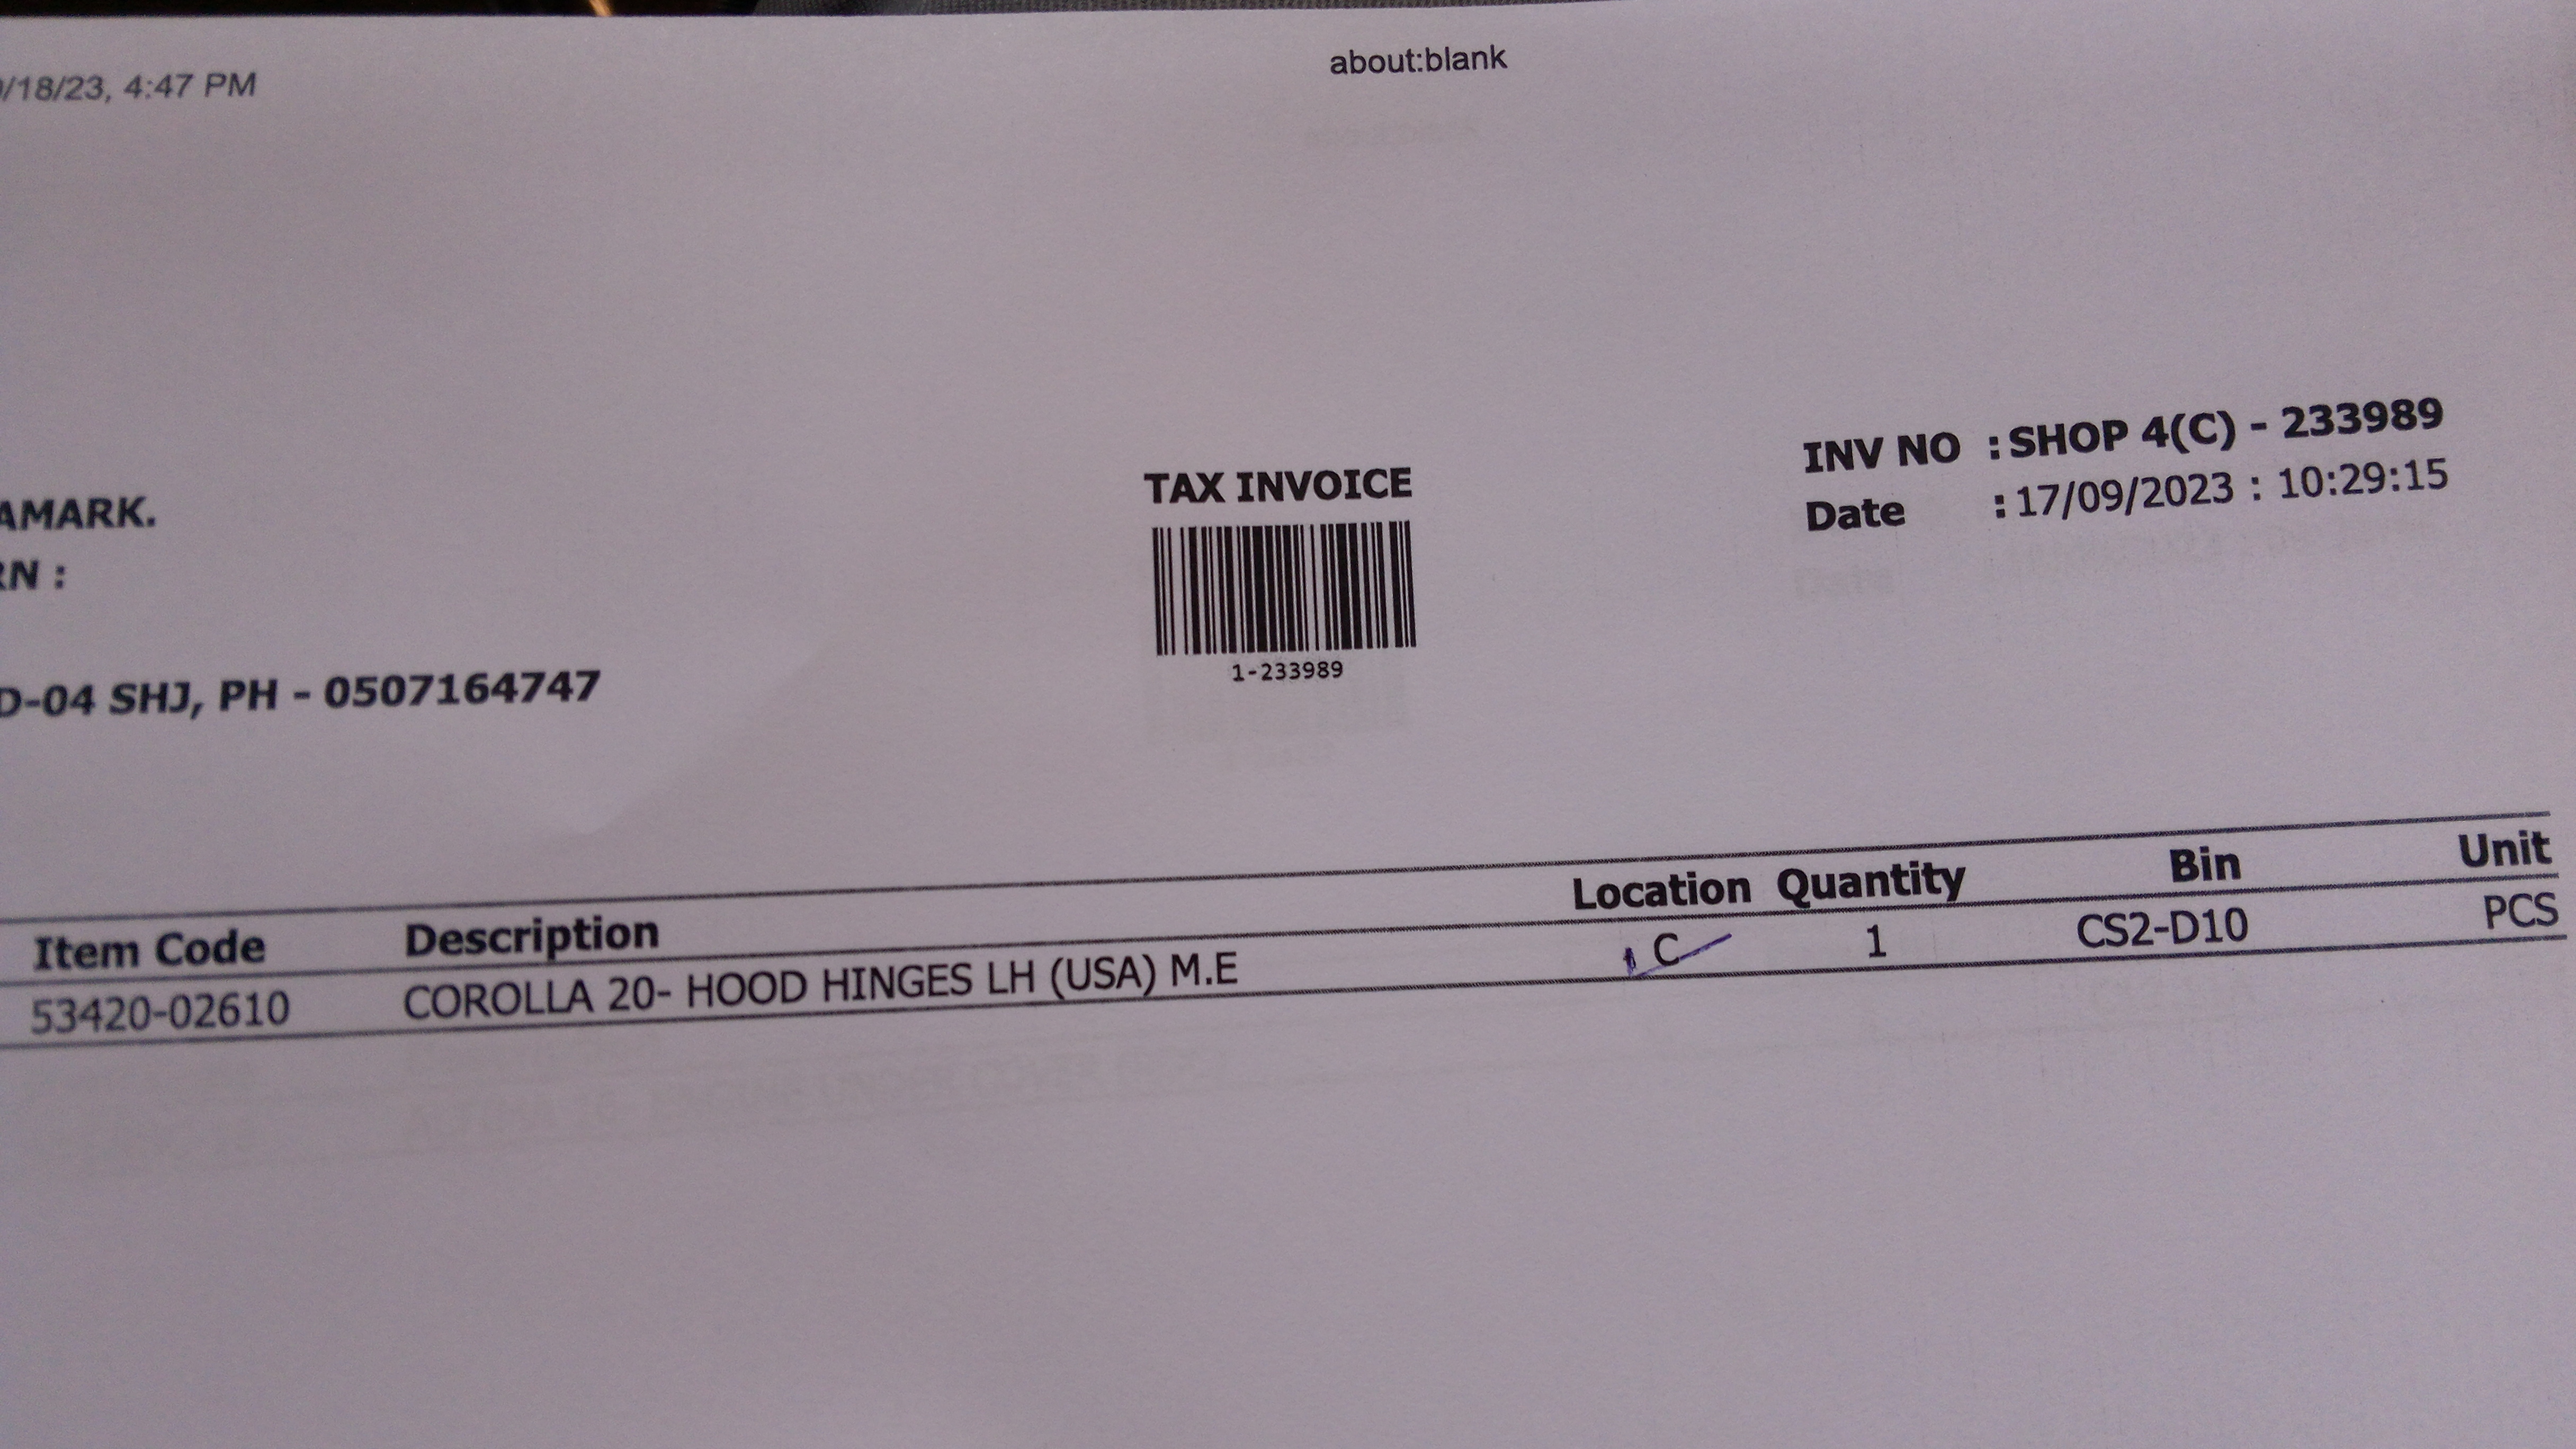 /18/23, 4:47 PM about:blank
TAX INVOICE
INV NO : SHOP 4(C) - 233989
Date : 17/09/2023 : 10:29:15
AMARK.
RN :
1-233989
D-04 SHJ, PH - 0507164747
Item Code Description Location Quantity Bin Unit
53420-02610 COROLLA 20- HOOD HINGES LH (USA) M.E C 1 CS2-D10 PCS